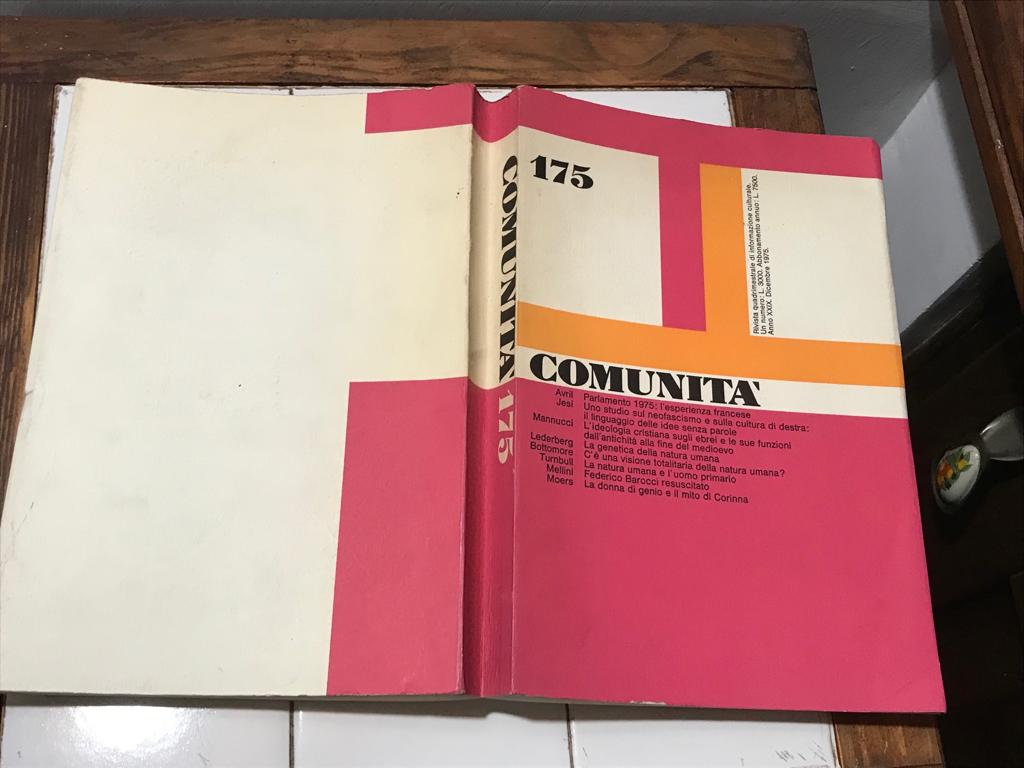 COMUNITÀ 175
175
Rivista quadrimestrale di informazione culturale.
Un numero: L. 3000. Abbonamento annuo: L. 7500.
Anno XXIX. Dicembre 1975.
COMUNITÀ
Avril Parlamento 1975: l'esperienza francese
Jesi Uno studio sul neofascismo e sulla cultura di destra:
il linguaggio delle idee senza parole
Mannucci L'ideologia cristiana sugli ebrei e le sue funzioni
dall'antichità alla fine del medioevo
Lederberg La genetica della natura umana
Bottomore C'è una visione totalitaria della natura umana?
Turnbull La natura umana e l'uomo primario
Mellini Federico Barocci resuscitato
Moers La donna di genio e il mito di Corinna